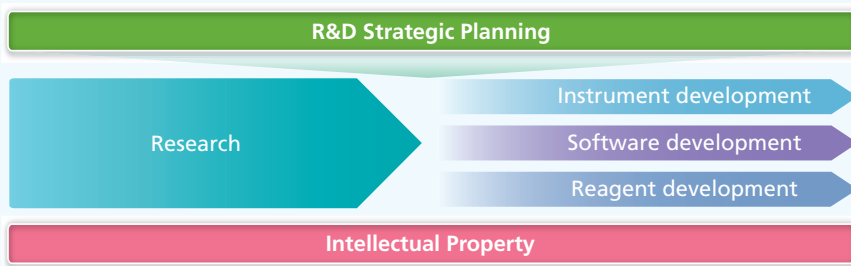 R&D Strategic Planning
Research
Instrument development
Software development
Reagent development
Intellectual Property